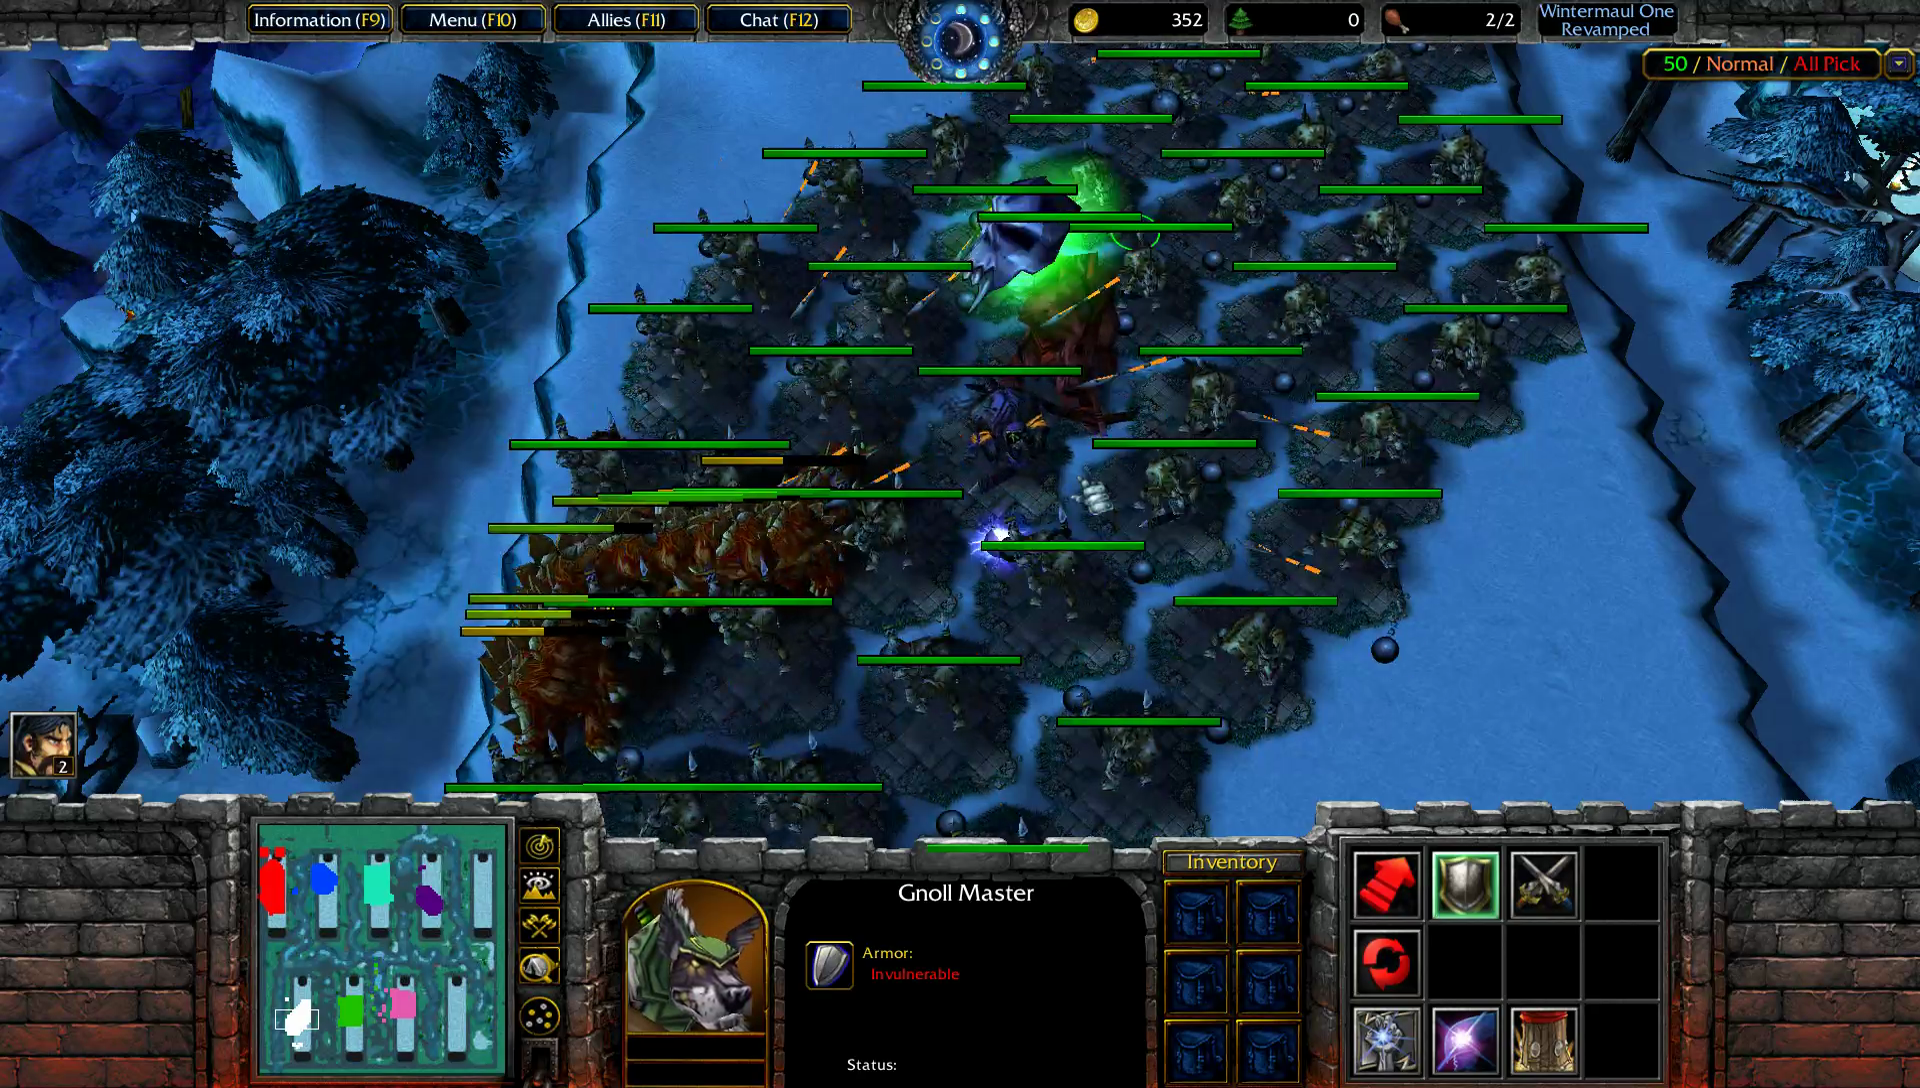 Information (F9)
Menu (F10)
Allies (F11)
Chat (F12)
352
0
2/2
Wintermaul One
Revamped
50 / Normal / All Pick
2
Inventory
Gnoll Master
Armor:
Invulnerable
Status: